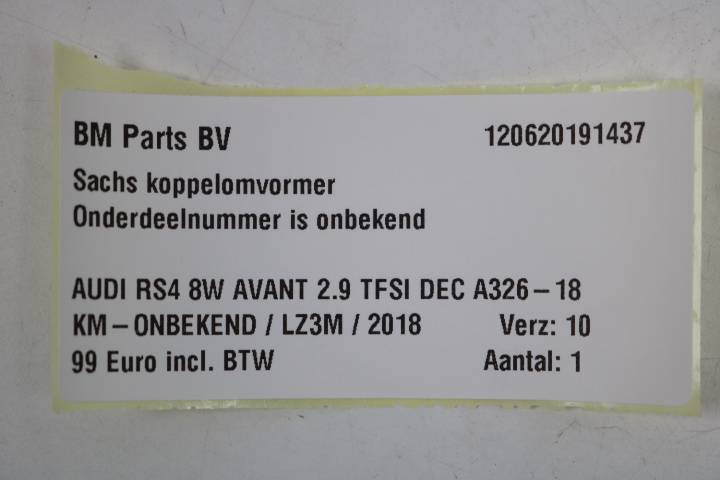 BM Parts BV 120620191437
Sachs koppelomvormer
Onderdeelnummer is onbekend
AUDI RS4 8W AVANT 2.9 TFSI DEC A326-18
KM-ONBEKEND / LZ3M / 2018 Verz: 10
99 Euro incl. BTW Aantal: 1